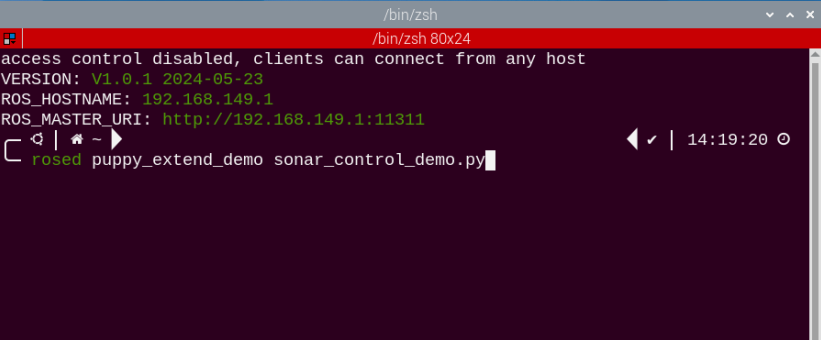 /bin/zsh
/bin/zsh 80x24
access control disabled, clients can connect from any host
VERSION: V1.0.1 2024-05-23
ROS_HOSTNAME: 192.168.149.1
ROS_MASTER_URI: http://192.168.149.1:11311
~ ✔ 14:19:20
rosed puppy_extend_demo sonar_control_demo.py